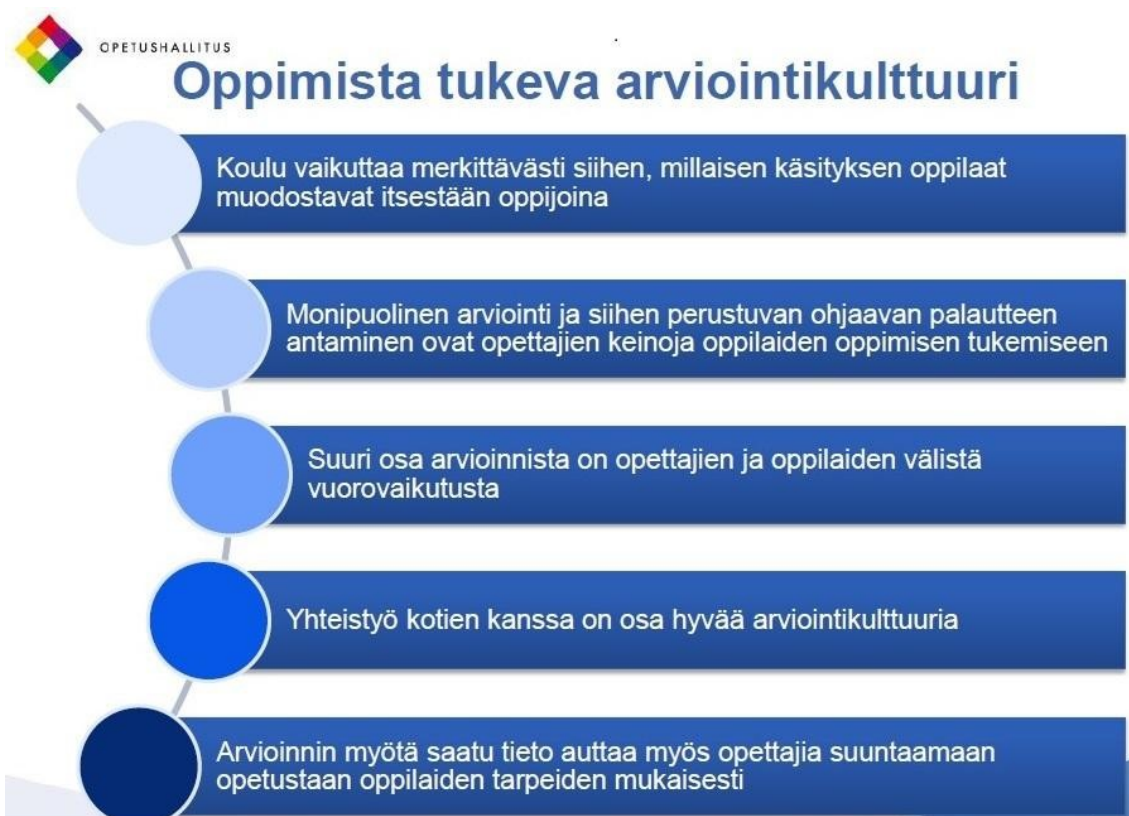 OPETUSHALLITUS
Oppimista tukeva arviointikulttuuri
Koulu vaikuttaa merkittävästi siihen, millaisen käsityksen oppilaat
muodostavat itsestään oppijoina
Monipuolinen arviointi ja siihen perustuvan ohjaavan palautteen
antaminen ovat opettajien keinoja oppilaiden oppimisen tukemiseen
Suuri osa arvioinnista on opettajien ja oppilaiden välistä
vuorovaikutusta
Yhteistyö kotien kanssa on osa hyvää arviointikulttuuria
Arvioinnin myötä saatu tieto auttaa myös opettajia suuntaamaan
opetustaan oppilaiden tarpeiden mukaisesti